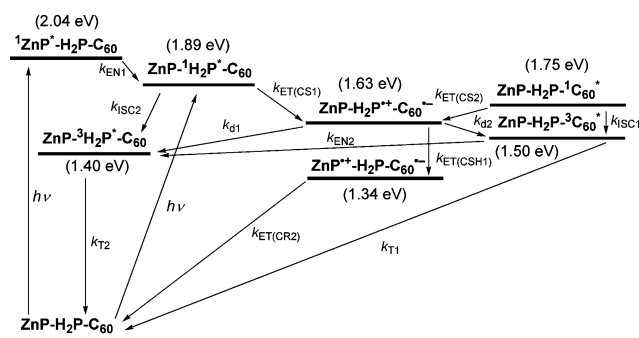 (2.04 eV)
¹ZnP*-H₂P-C₆₀
k_EN1
(1.89 eV)
ZnP-¹H₂P*-C₆₀
k_ET(CS1)
(1.63 eV)
ZnP-H₂P•⁺-C₆₀•⁻
k_ET(CS2)
(1.75 eV)
ZnP-H₂P-¹C₆₀*
k_ISC2
k_d1
k_d2
ZnP-H₂P-³C₆₀*
k_ISC1
ZnP-³H₂P*-C₆₀
(1.40 eV)
k_EN2
(1.50 eV)
ZnP•⁺-H₂P-C₆₀•⁻
k_ET(CSH1)
(1.34 eV)
hν
hν
k_T2
k_ET(CR2)
k_T1
ZnP-H₂P-C₆₀